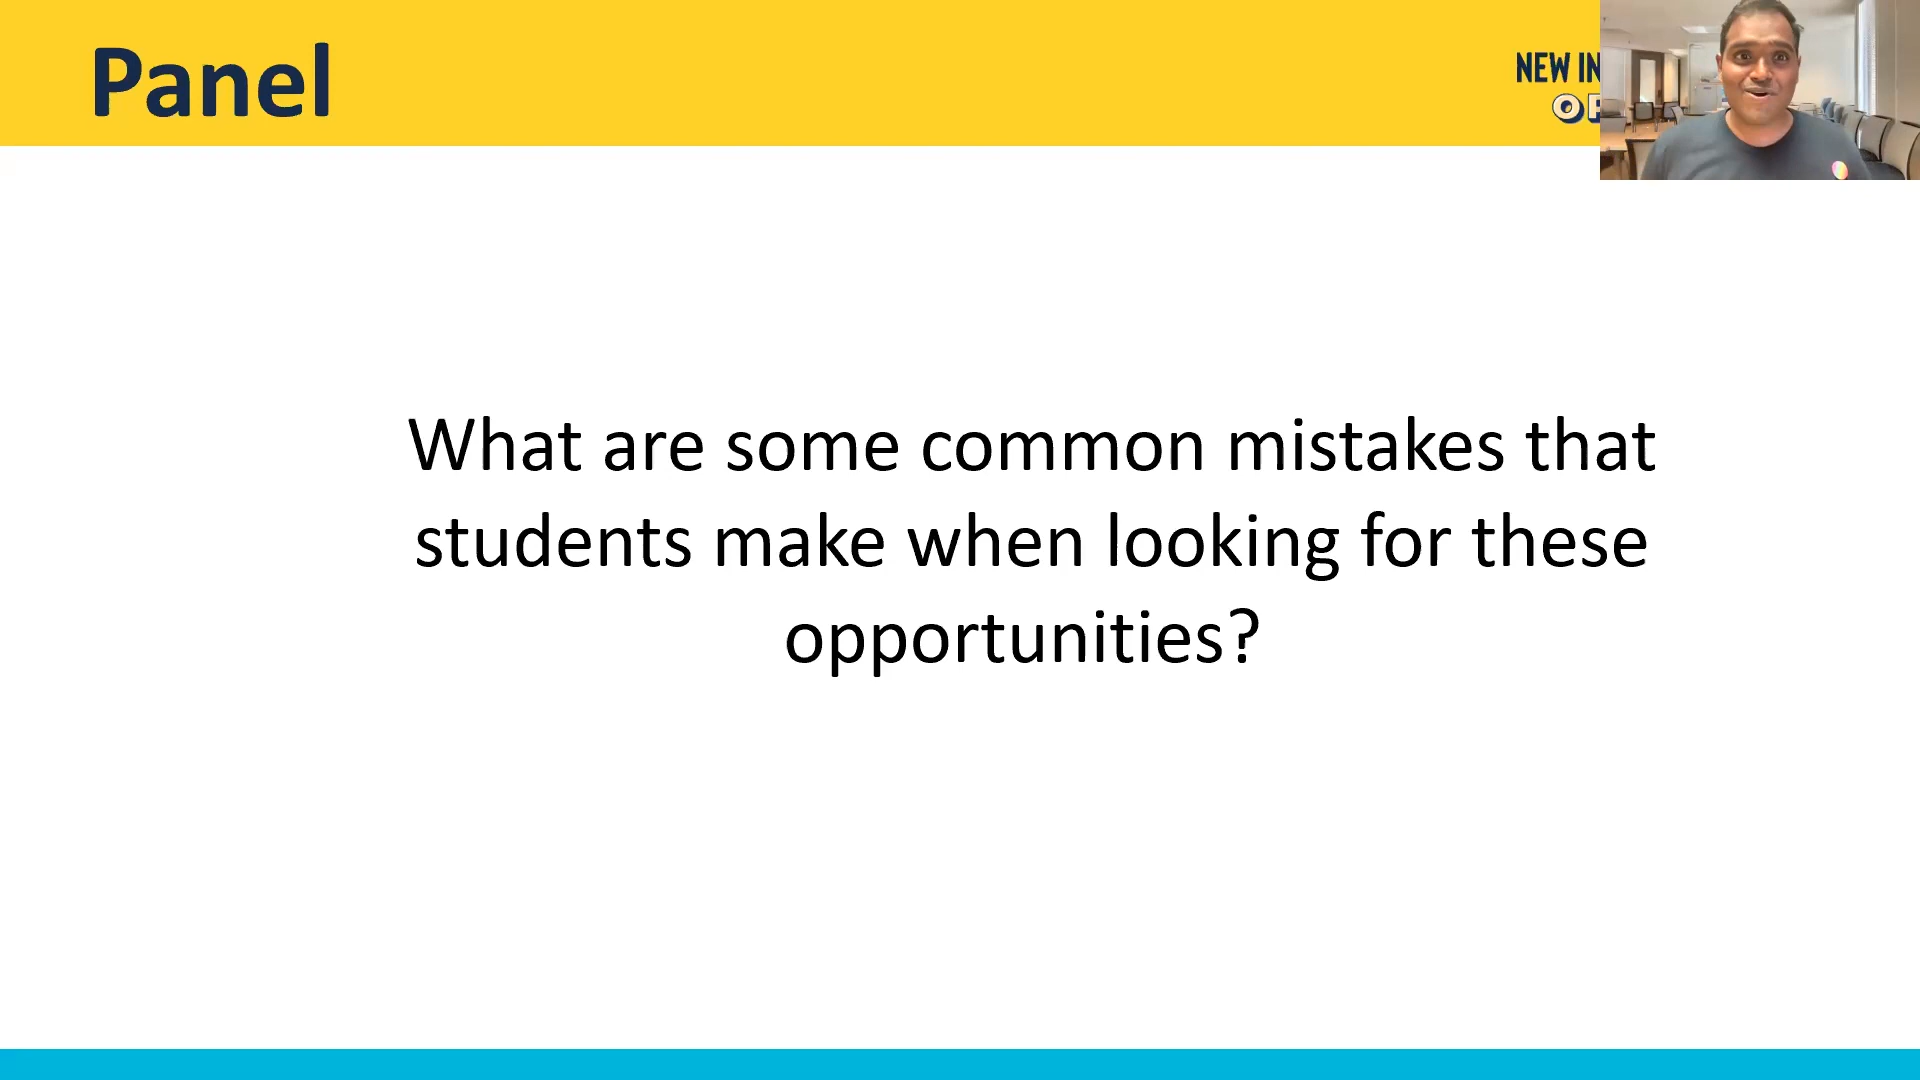 Panel
NEW IN
What are some common mistakes that
students make when looking for these
opportunities?